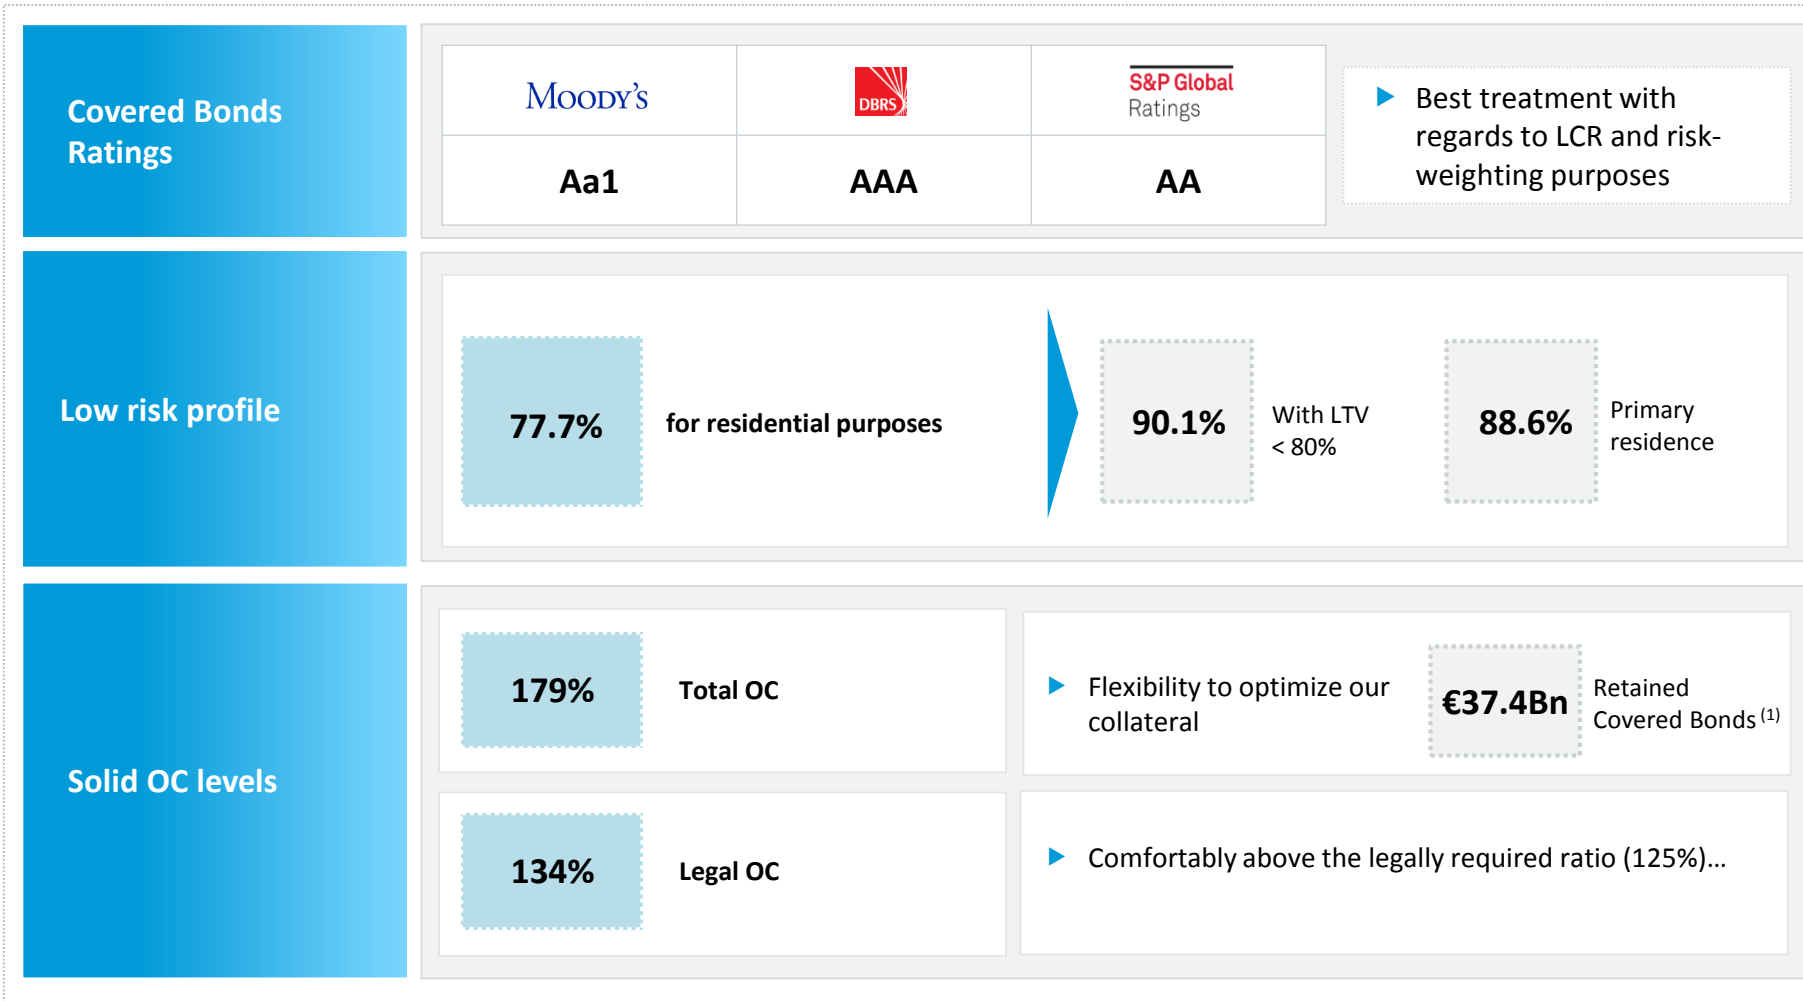 Covered Bonds
Ratings
MOODY'S
DBRS
S&P Global
Ratings
Aa1
AAA
AA
▶ Best treatment with
regards to LCR and risk-
weighting purposes
Low risk profile
77.7%
for residential purposes
90.1%
With LTV
< 80%
88.6%
Primary
residence
Solid OC levels
179%
Total OC
▶ Flexibility to optimize our
collateral
€37.4Bn
Retained
Covered Bonds (1)
134%
Legal OC
▶ Comfortably above the legally required ratio (125%)…